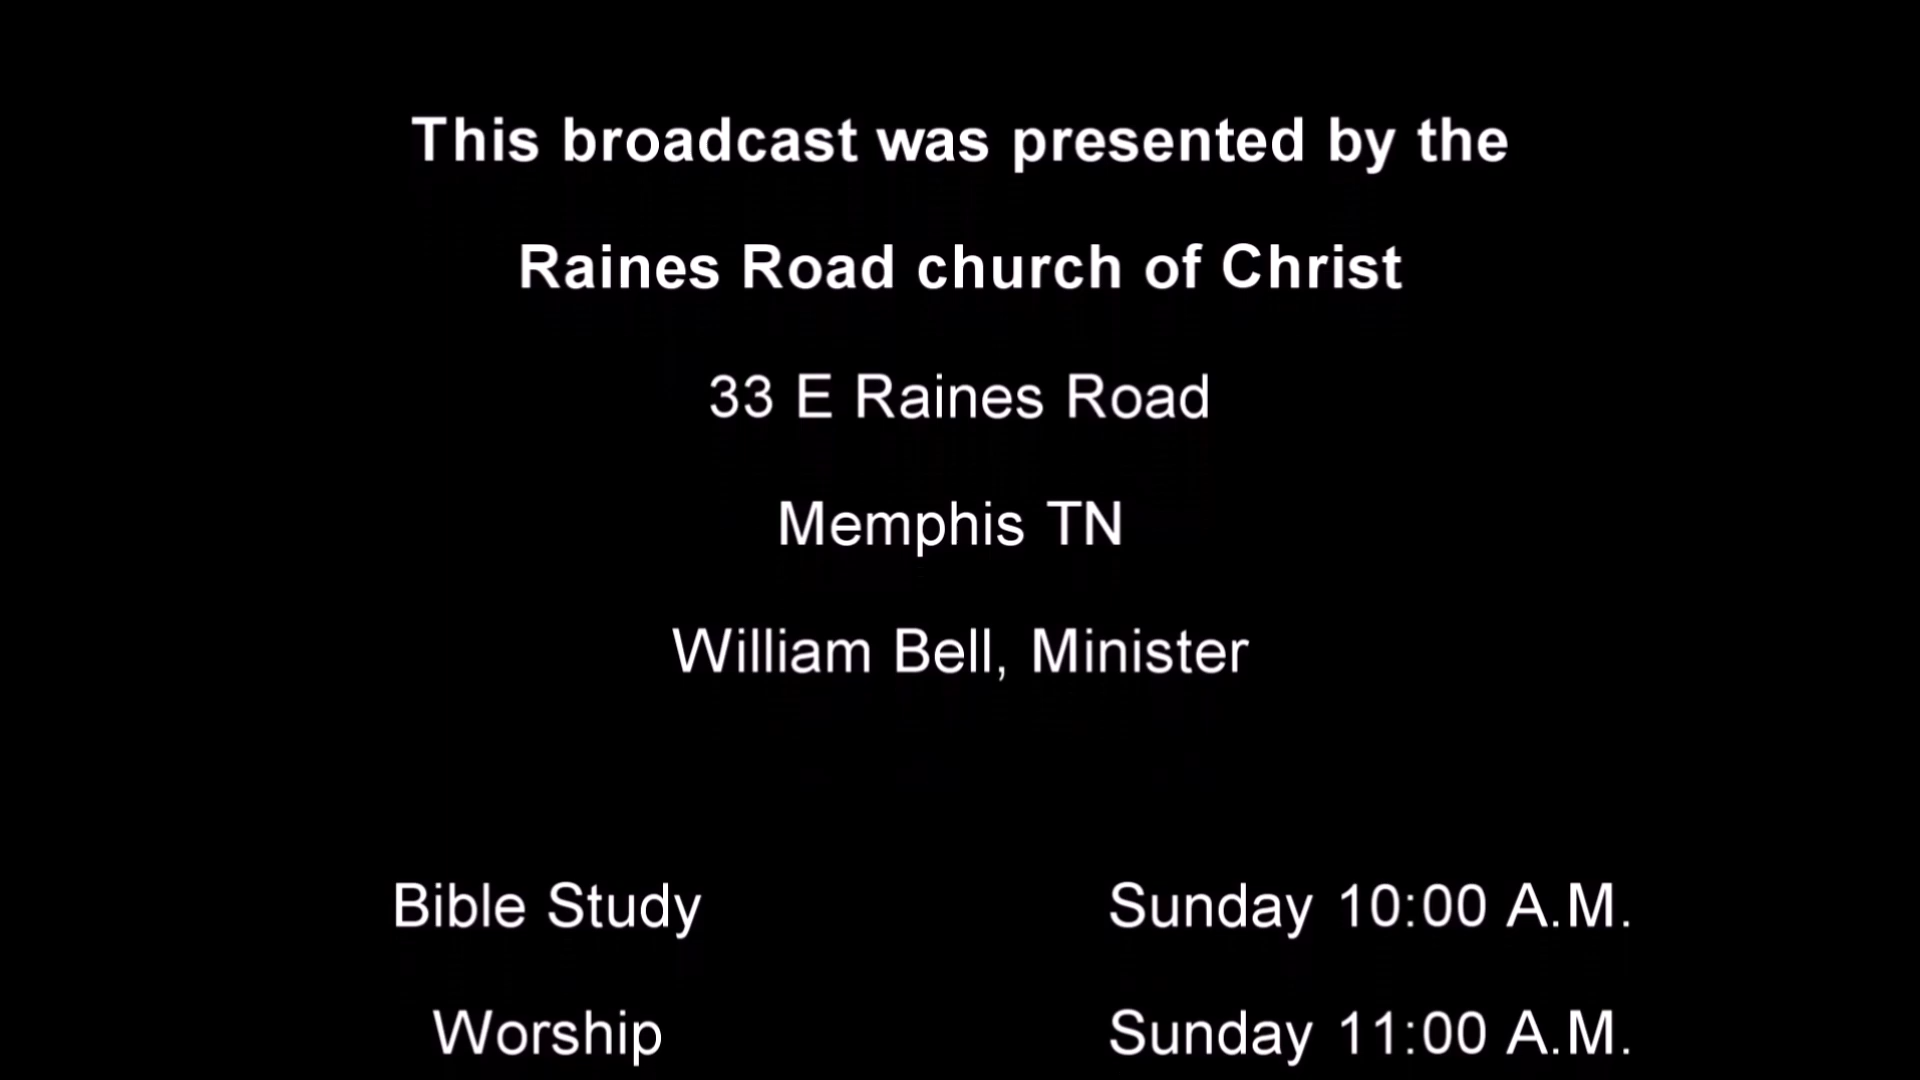 This broadcast was presented by the
Raines Road church of Christ
33 E Raines Road
Memphis TN
William Bell, Minister
Bible Study Sunday 10:00 A.M.
Worship Sunday 11:00 A.M.